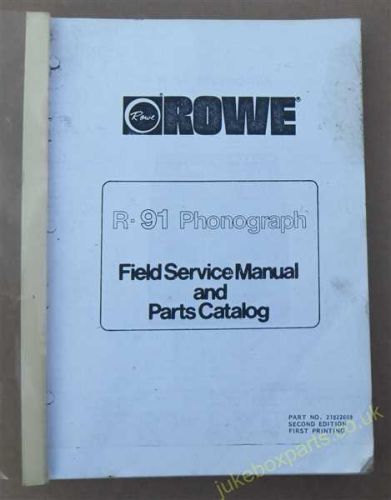 Rowe
ROWE®
R-91 Phonograph
Field Service Manual
and
Parts Catalog
PART NO. 21822609
SECOND EDITION
FIRST PRINTING
jukeboxparts.co.uk